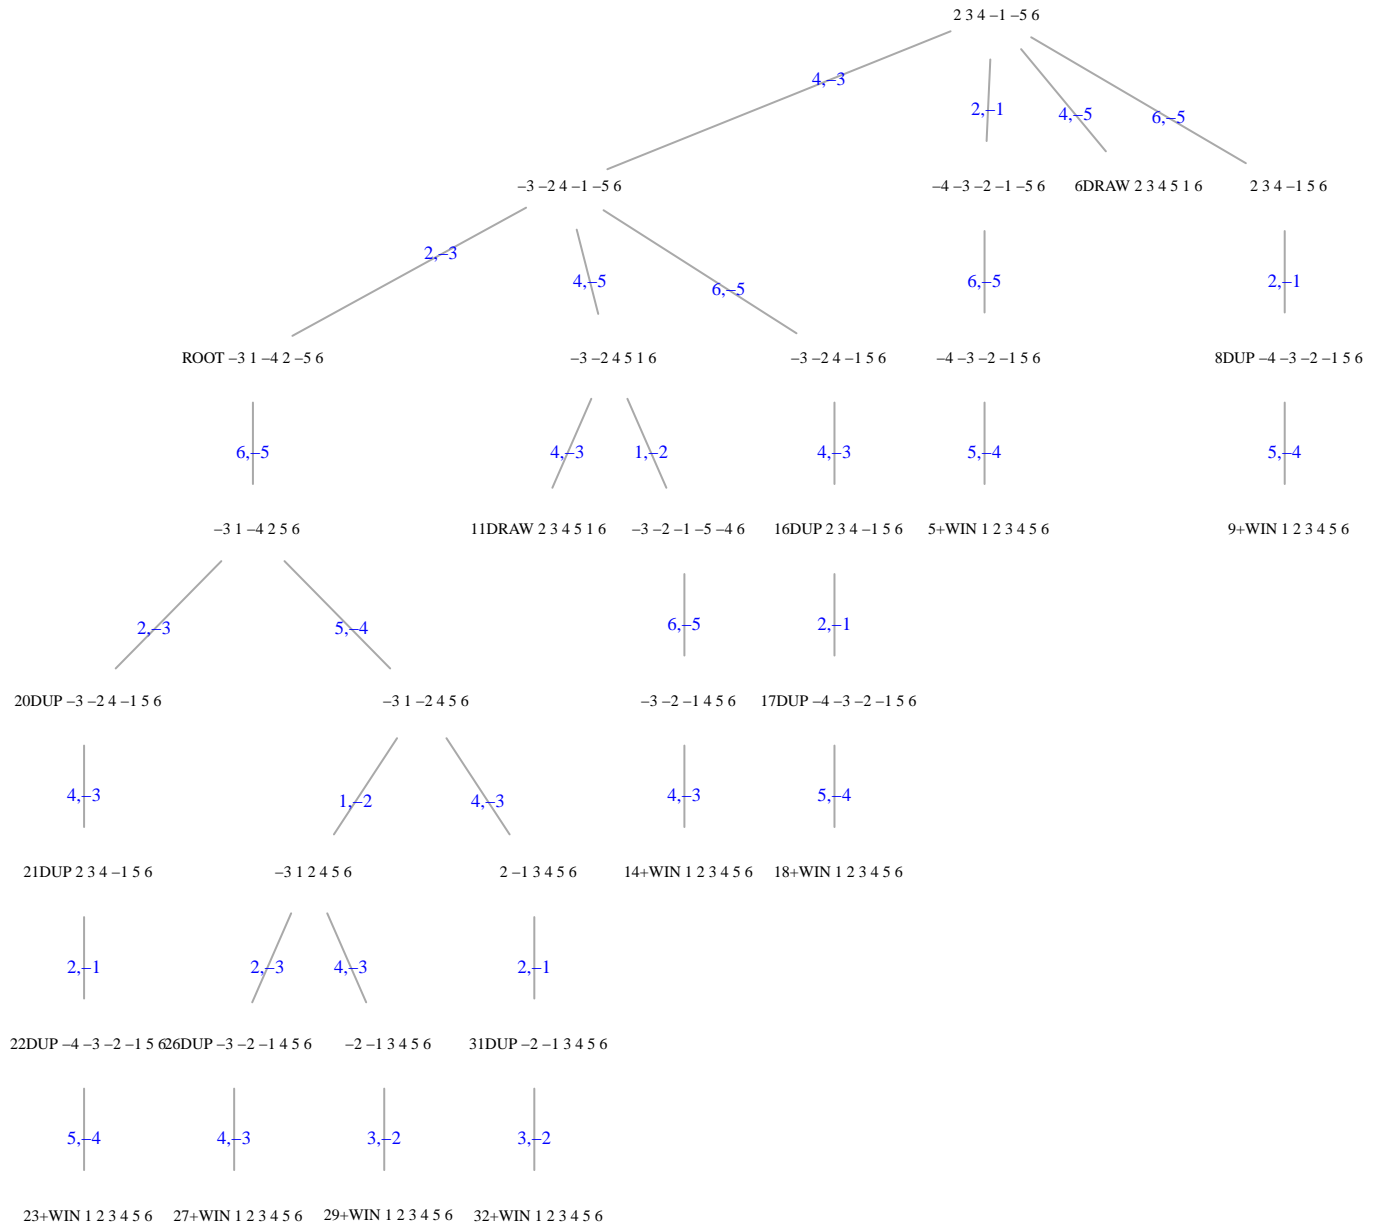 2 3 4 −1 −5 6
4,−3
2,−1
4,−5
6,−5
−3 −2 4 −1 −5 6
−4 −3 −2 −1 −5 6
6DRAW 2 3 4 5 1 6
2 3 4 −1 5 6
2,−3
4,−5
6,−5
6,−5
2,−1
ROOT −3 1 −4 2 −5 6
−3 −2 4 5 1 6
−3 −2 4 −1 5 6
−4 −3 −2 −1 5 6
8DUP −4 −3 −2 −1 5 6
6,−5
4,−3
1,−2
4,−3
5,−4
5,−4
−3 1 −4 2 5 6
11DRAW 2 3 4 5 1 6
−3 −2 −1 −5 −4 6
16DUP 2 3 4 −1 5 6
5+WIN 1 2 3 4 5 6
9+WIN 1 2 3 4 5 6
2,−3
5,−4
6,−5
2,−1
20DUP −3 −2 4 −1 5 6
−3 1 −2 4 5 6
−3 −2 −1 4 5 6
17DUP −4 −3 −2 −1 5 6
4,−3
1,−2
4,−3
4,−3
5,−4
21DUP 2 3 4 −1 5 6
−3 1 2 4 5 6
2 −1 3 4 5 6
14+WIN 1 2 3 4 5 6
18+WIN 1 2 3 4 5 6
2,−1
2,−3
4,−3
2,−1
22DUP −4 −3 −2 −1 5 6
26DUP −3 −2 −1 4 5 6
−2 −1 3 4 5 6
31DUP −2 −1 3 4 5 6
5,−4
4,−3
3,−2
3,−2
23+WIN 1 2 3 4 5 6
27+WIN 1 2 3 4 5 6
29+WIN 1 2 3 4 5 6
32+WIN 1 2 3 4 5 6